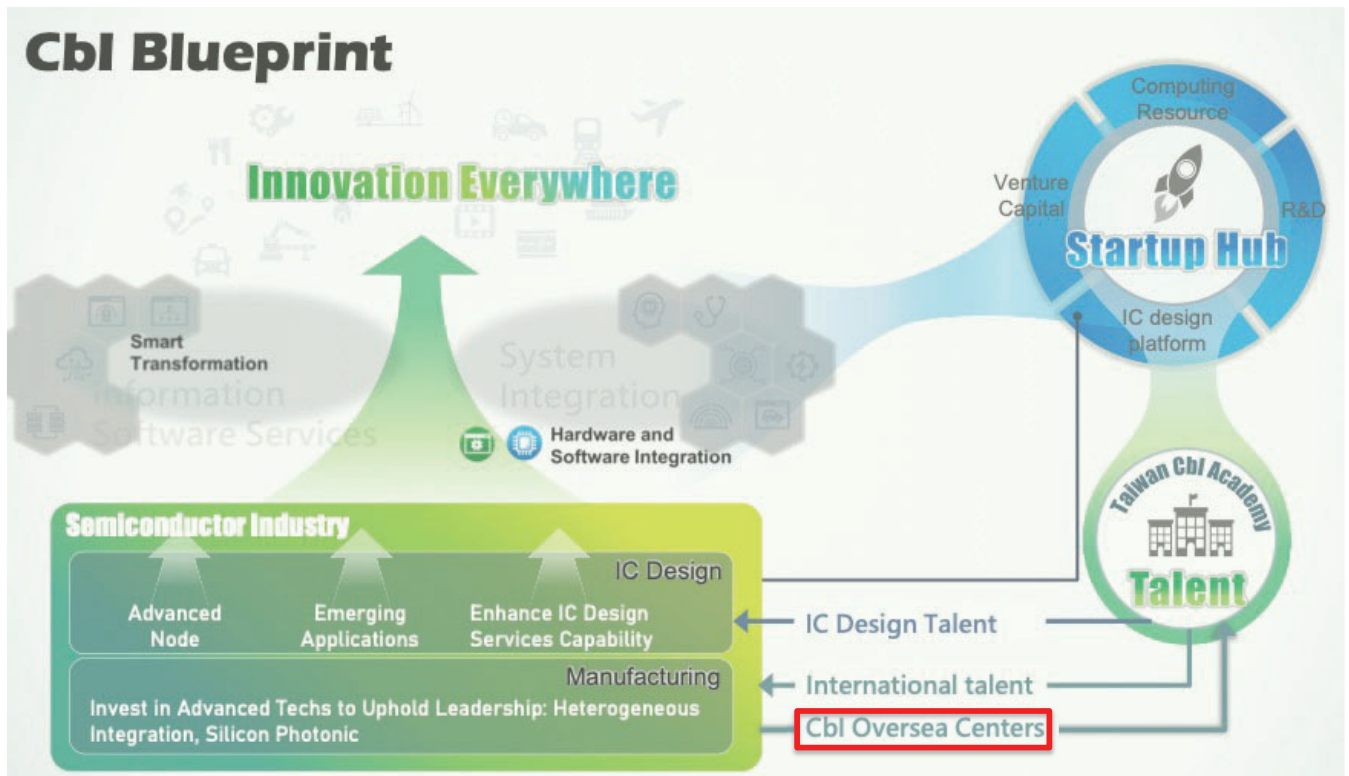 CbI Blueprint
Innovation Everywhere
Computing
Resource
Venture
Capital
R&D
Startup Hub
IC design
platform
Smart
Transformation
Information
Software Services
System
Integration
Hardware and
Software Integration
Taiwan CbI Academy
Talent
Semiconductor Industry
IC Design
Advanced
Node
Emerging
Applications
Enhance IC Design
Services Capability
Manufacturing
Invest in Advanced Techs to Uphold Leadership: Heterogeneous
Integration, Silicon Photonic
IC Design Talent
International talent
CbI Oversea Centers